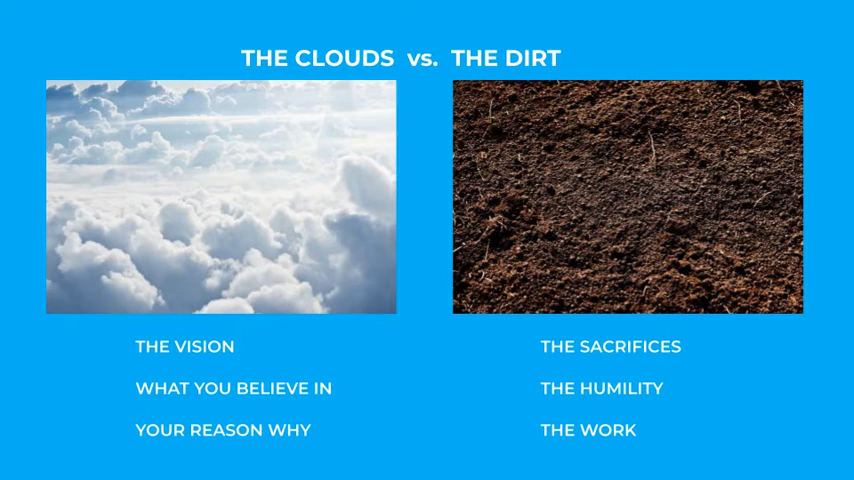 THE CLOUDS vs. THE DIRT
THE VISION
WHAT YOU BELIEVE IN
YOUR REASON WHY
THE SACRIFICES
THE HUMILITY
THE WORK